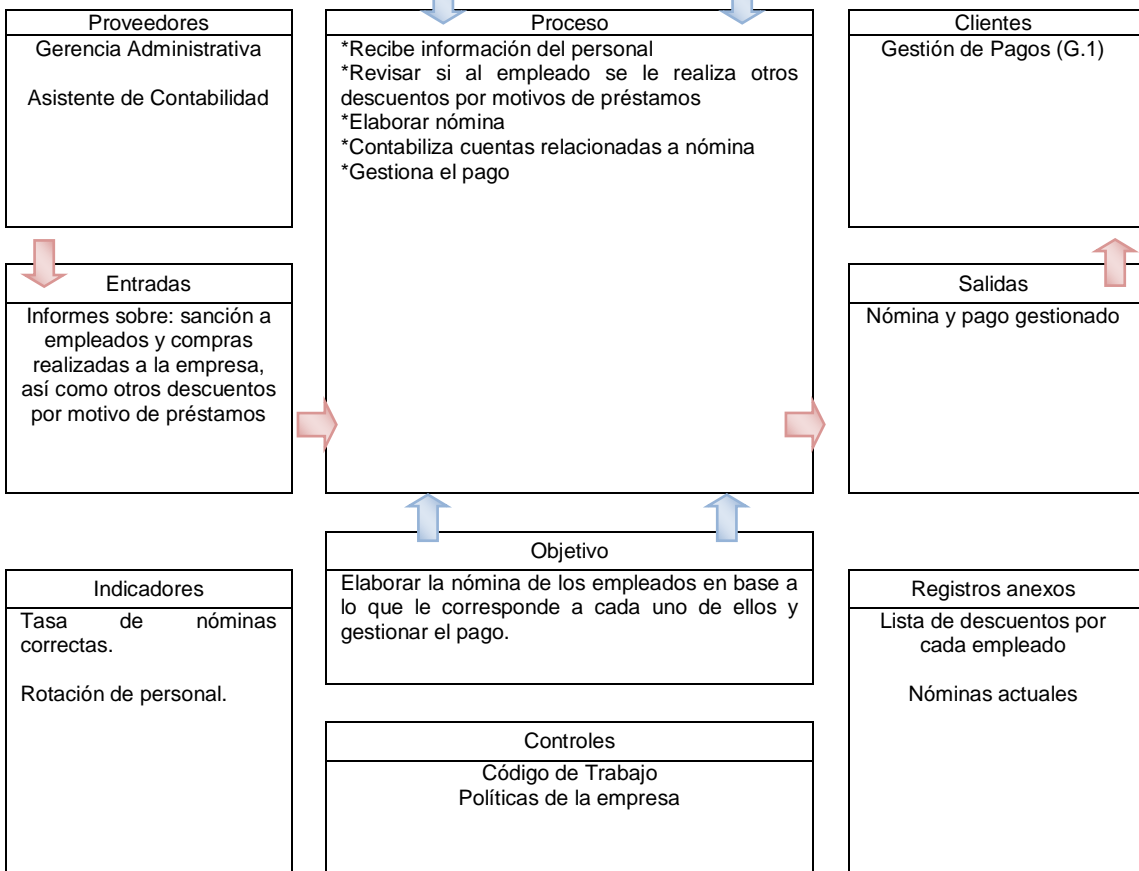 Proveedores
Gerencia Administrativa
Asistente de Contabilidad
Proceso
*Recibe información del personal
*Revisar si al empleado se le realiza otros
descuentos por motivos de préstamos
*Elaborar nómina
*Contabiliza cuentas relacionadas a nómina
*Gestiona el pago
Clientes
Gestión de Pagos (G.1)
Entradas
Informes sobre: sanción a
empleados y compras
realizadas a la empresa,
así como otros descuentos
por motivo de préstamos
Salidas
Nómina y pago gestionado
Objetivo
Elaborar la nómina de los empleados en base a
lo que le corresponde a cada uno de ellos y
gestionar el pago.
Indicadores
Tasa de nóminas
correctas.
Rotación de personal.
Registros anexos
Lista de descuentos por
cada empleado
Nóminas actuales
Controles
Código de Trabajo
Políticas de la empresa